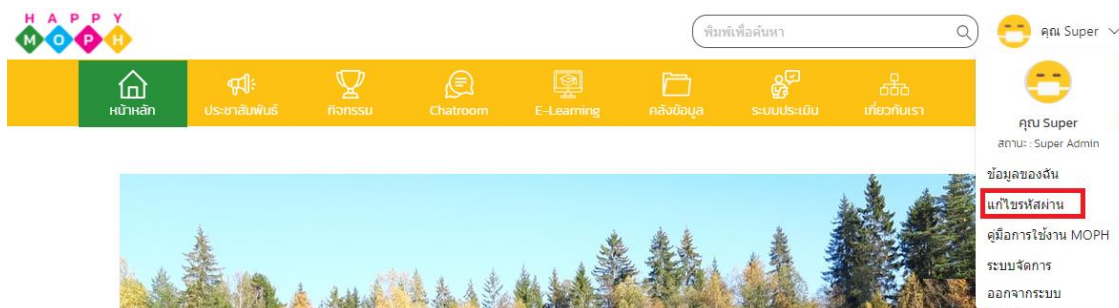 HAPPY
MOPH
พิมพ์เพื่อค้นหา
คุณ Super
หน้าหลัก
ประชาสัมพันธ์
กิจกรรม
Chatroom
E-Learning
คลังข้อมูล
ระบบประเมิน
เกี่ยวกับเรา
คุณ Super
สถานะ : Super Admin
ข้อมูลของฉัน
แก้ไขรหัสผ่าน
คู่มือการใช้งาน MOPH
ระบบจัดการ
ออกจากระบบ